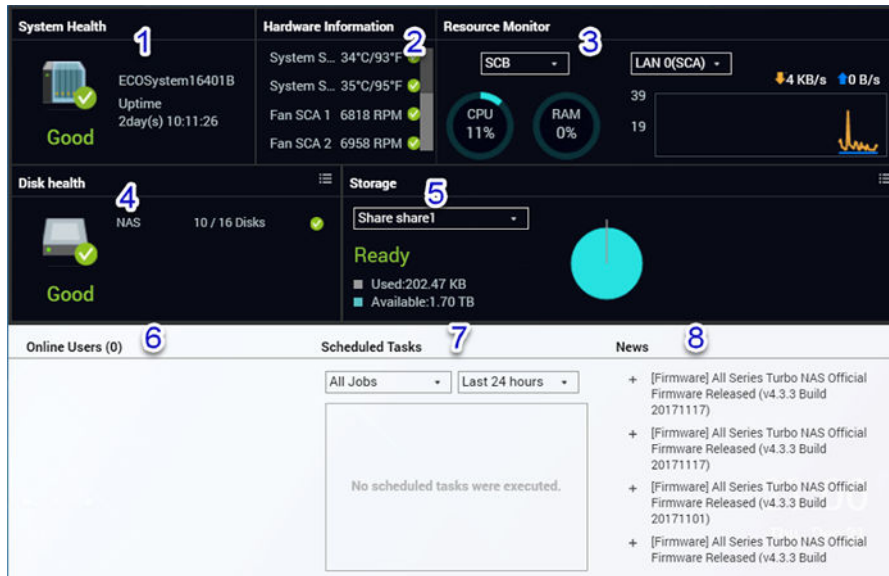 System Health
1
ECOSystem16401B
Uptime
2day(s) 10:11:26
Good
Hardware Information
2
System S... 34°C/93°F
System S... 35°C/95°F
Fan SCA 1 6818 RPM
Fan SCA 2 6958 RPM
Resource Monitor
3
SCB
LAN 0(SCA)
4 KB/s 0 B/s
CPU
11%
RAM
0%
39
19
Disk health
4
NAS 10 / 16 Disks
Good
Storage
5
Share share1
Ready
Used:202.47 KB
Available:1.70 TB
Online Users (0)
6
Scheduled Tasks
7
All Jobs
Last 24 hours
No scheduled tasks were executed.
News
8
+ [Firmware] All Series Turbo NAS Official
Firmware Released (v4.3.3 Build
20171117)
+ [Firmware] All Series Turbo NAS Official
Firmware Released (v4.3.3 Build
20171117)
+ [Firmware] All Series Turbo NAS Official
Firmware Released (v4.3.3 Build
20171101)
+ [Firmware] All Series Turbo NAS Official
Firmware Released (v4.3.3 Build